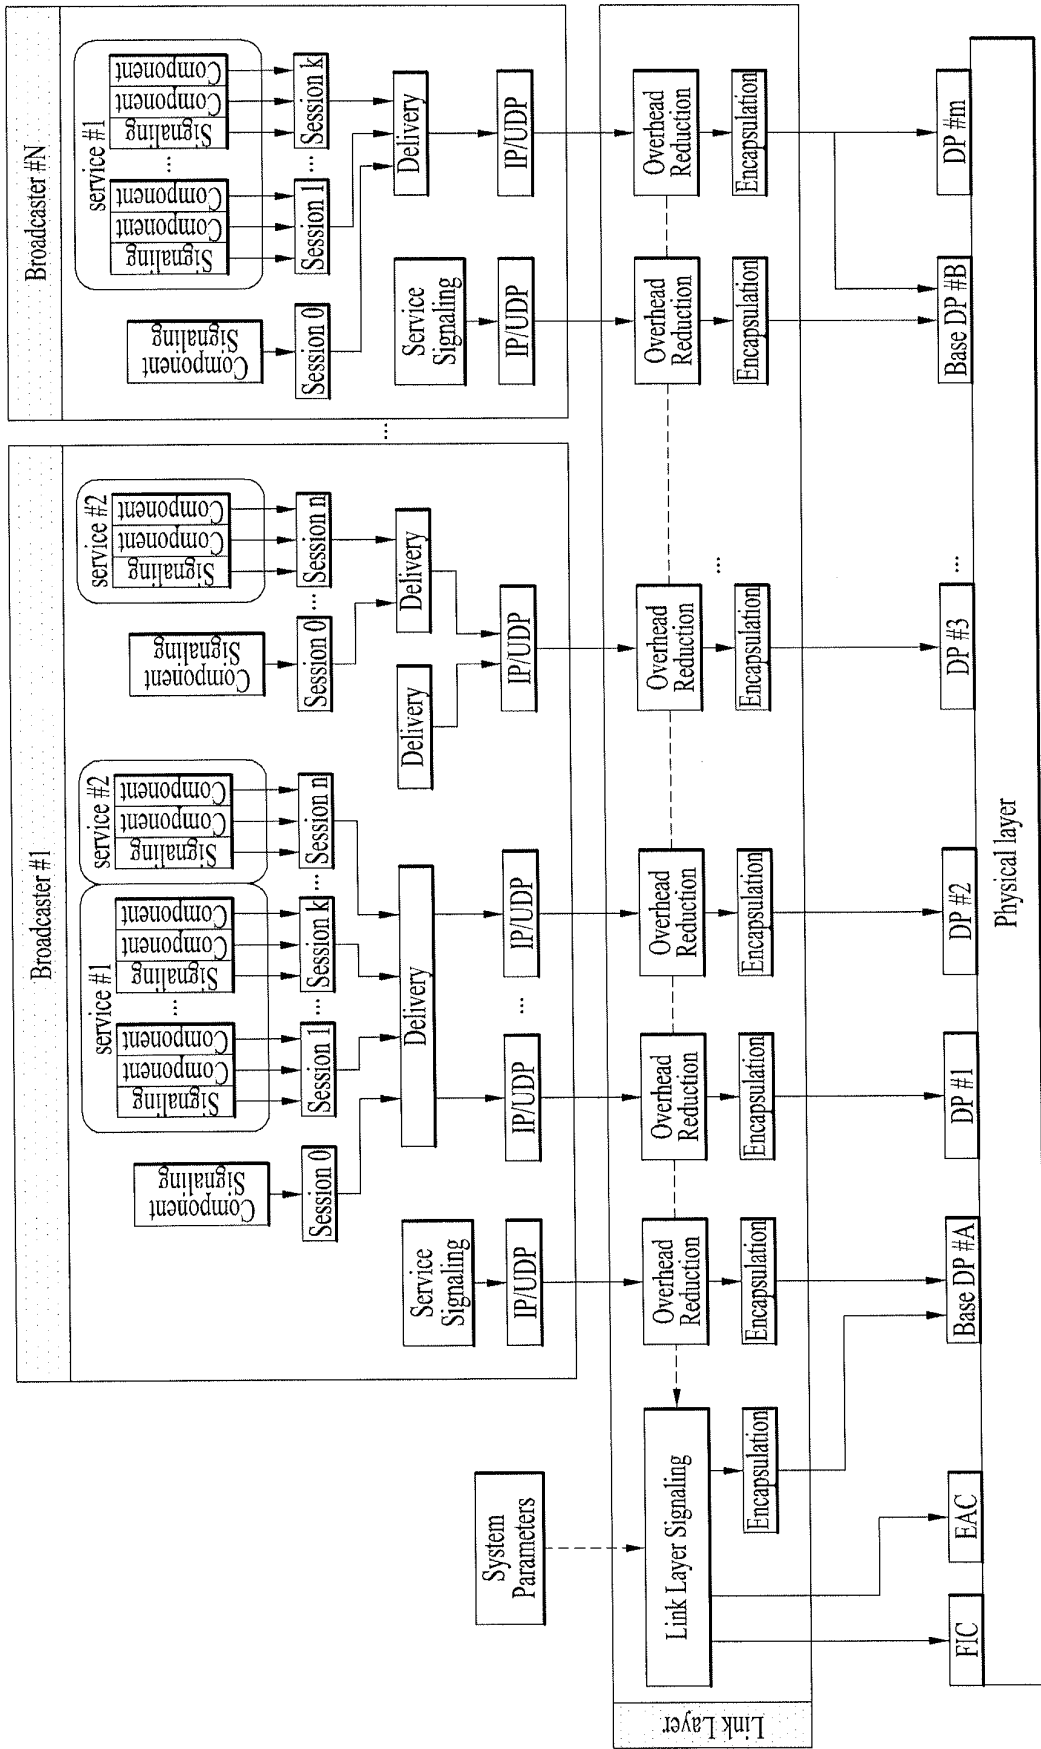 Broadcaster #1
Broadcaster #N
service #1
service #2
service #2
service #1
Component
Signaling
Signaling
Component
Component
...
Signaling
Component
Component
Signaling
Component
Component
Component
Signaling
Signaling
Component
Component
...
Component
Signaling
Signaling
Component
Component
...
Signaling
Component
Component
Session 0
Session 1
...
Session k
...
Session n
Session 0
...
Session n
Session 0
Session 1
...
Session k
Service
Signaling
Delivery
Delivery
Delivery
Service
Signaling
Delivery
System
Parameters
IP/UDP
IP/UDP
...
IP/UDP
IP/UDP
IP/UDP
IP/UDP
Link Layer
Link Layer Signaling
Overhead
Reduction
Overhead
Reduction
Overhead
Reduction
Overhead
Reduction
...
Overhead
Reduction
Overhead
Reduction
Encapsulation
Encapsulation
Encapsulation
Encapsulation
Encapsulation
Encapsulation
Encapsulation
FIC
EAC
Base DP #A
DP #1
DP #2
DP #3
...
Base DP #B
DP #m
Physical layer